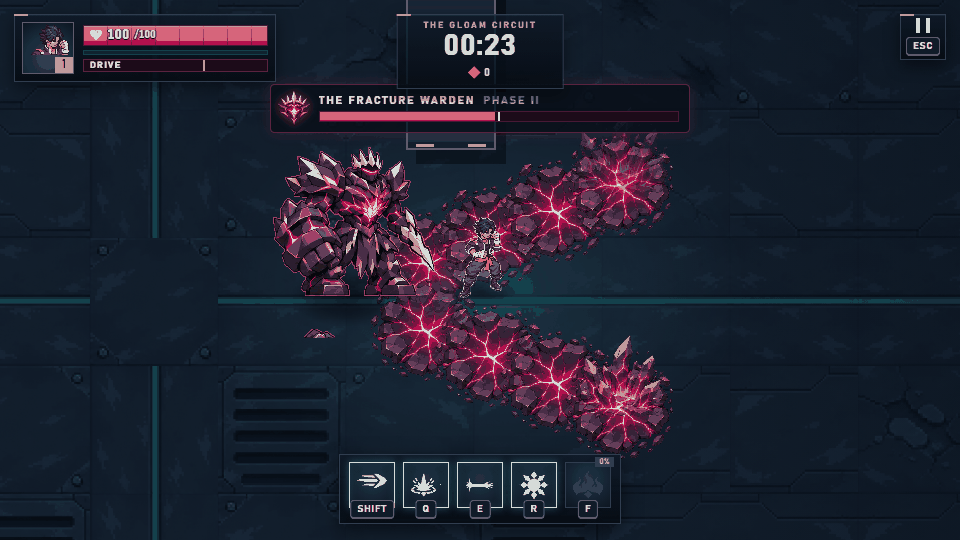 100 /100
1
DRIVE
THE GLOAM CIRCUIT
00:23
0
ESC
THE FRACTURE WARDEN PHASE II
0%
SHIFT
Q
E
R
F